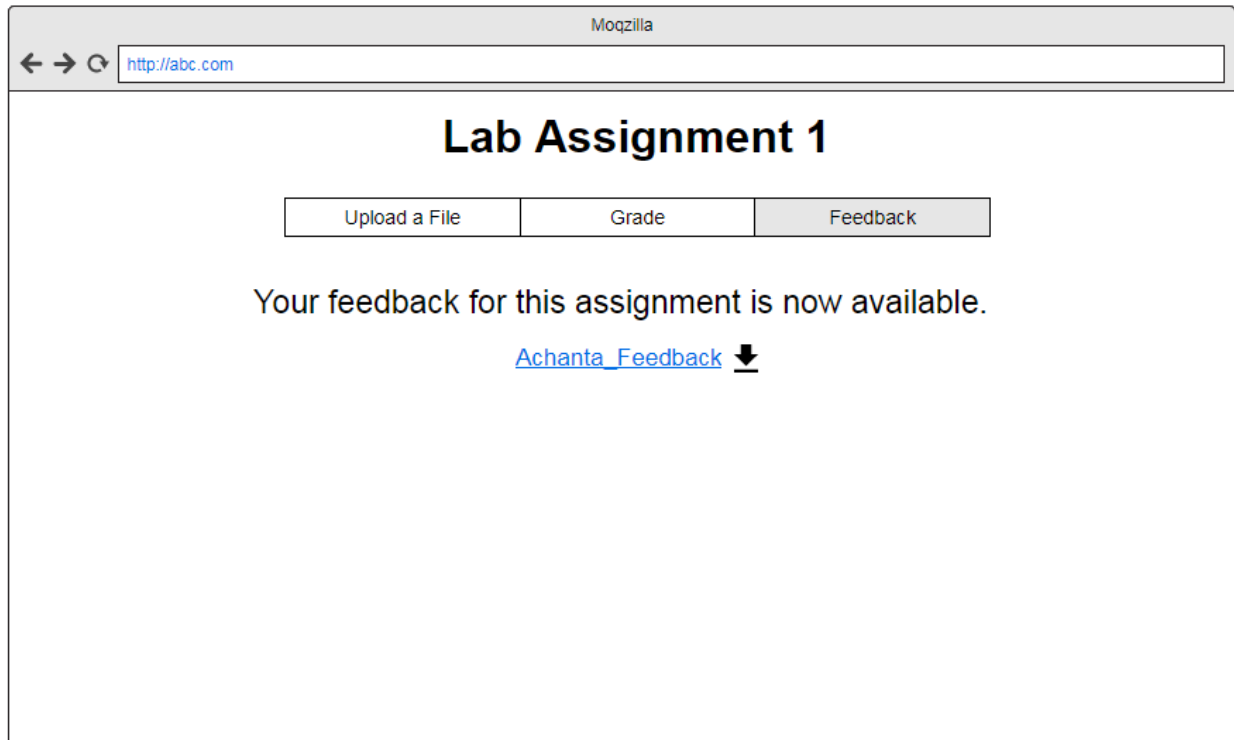 Moqzilla
http://abc.com
Lab Assignment 1
Upload a File Grade Feedback
Your feedback for this assignment is now available.
Achanta_Feedback